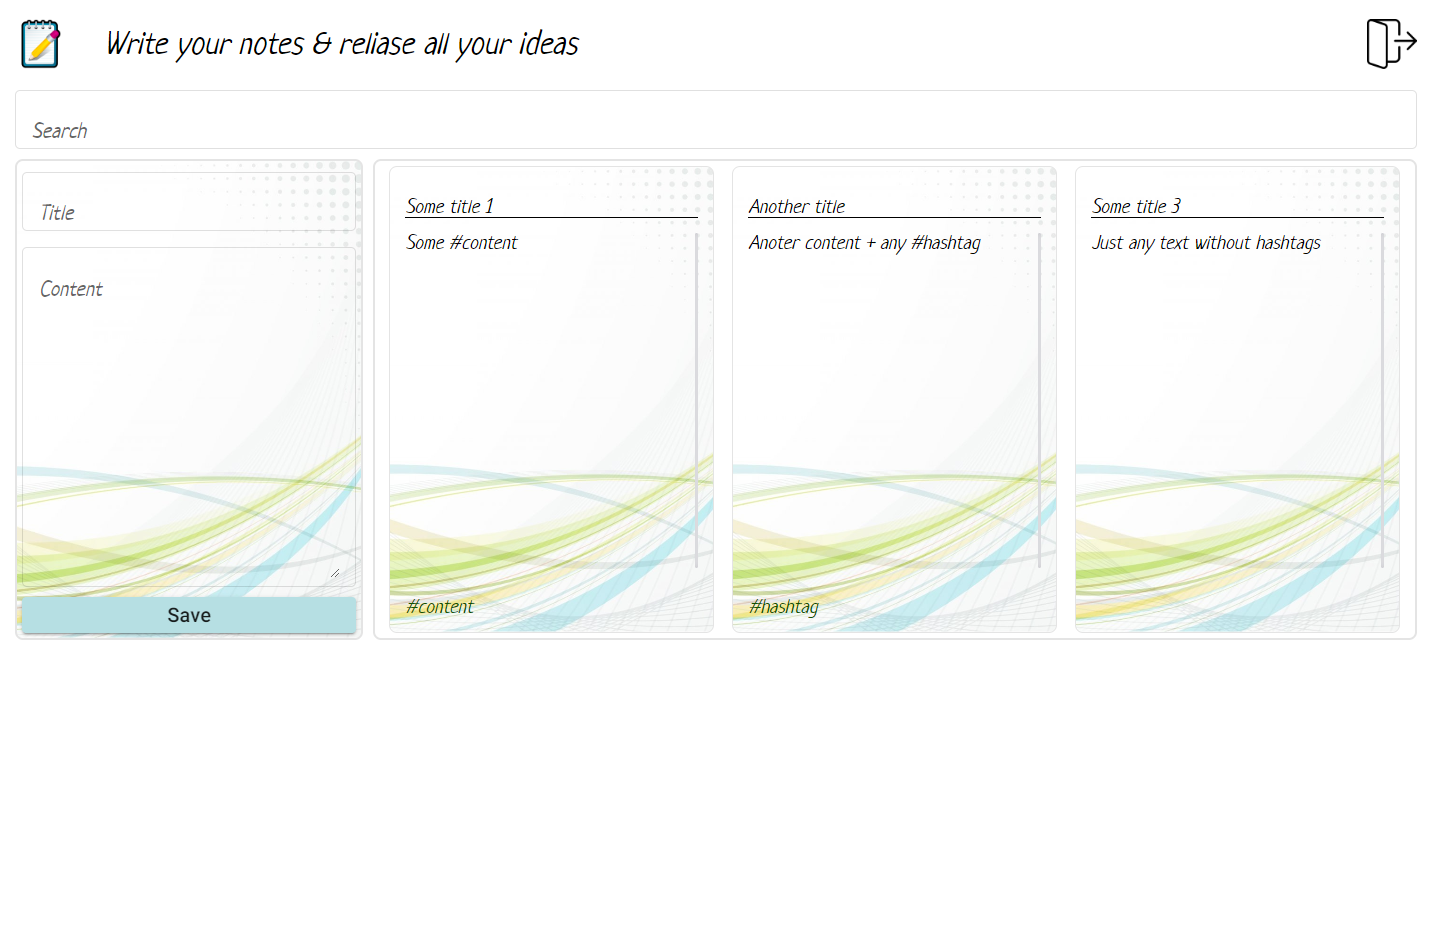 Write your notes & reliase all your ideas
Search
Title
Content
Save
Some title 1
Some #content
#content
Another title
Anoter content + any #hashtag
#hashtag
Some title 3
Just any text without hashtags